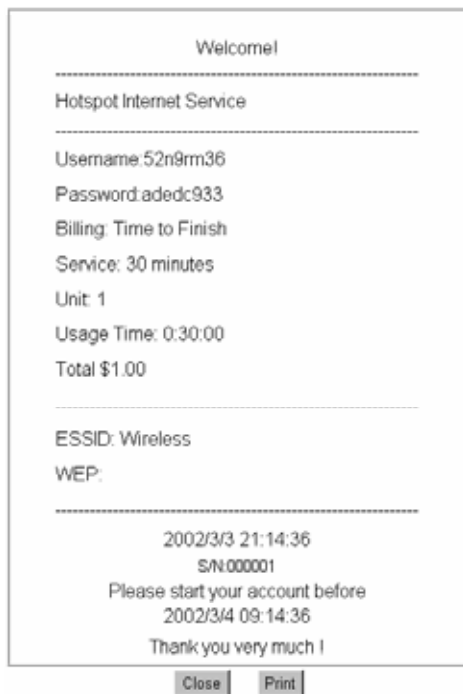 Welcome!
Hotspot Internet Service
Username:52n9rm36
Password:adedc933
Billing: Time to Finish
Service: 30 minutes
Unit: 1
Usage Time: 0:30:00
Total $1.00
ESSID: Wireless
WEP:
2002/3/3 21:14:36
S/N:000001
Please start your account before
2002/3/4 09:14:36
Thank you very much !
Close Print